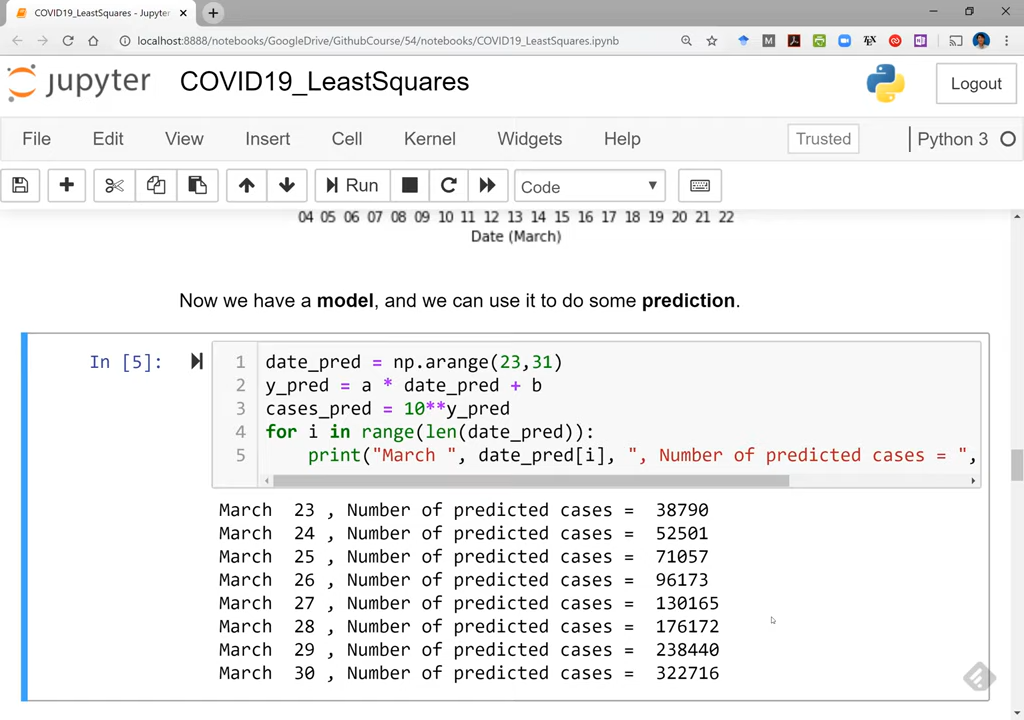 COVID19_LeastSquares - Jupyter
localhost:8888/notebooks/GoogleDrive/GithubCourse/54/notebooks/COVID19_LeastSquares.ipynb
jupyter COVID19_LeastSquares Logout
File Edit View Insert Cell Kernel Widgets Help Trusted Python 3
Run Code
04 05 06 07 08 09 10 11 12 13 14 15 16 17 18 19 20 21 22
Date (March)
Now we have a model, and we can use it to do some prediction.
In [5]: 1 date_pred = np.arange(23,31)
2 y_pred = a * date_pred + b
3 cases_pred = 10**y_pred
4 for i in range(len(date_pred)):
5 print("March ", date_pred[i], ", Number of predicted cases = ",
March 23 , Number of predicted cases = 38790
March 24 , Number of predicted cases = 52501
March 25 , Number of predicted cases = 71057
March 26 , Number of predicted cases = 96173
March 27 , Number of predicted cases = 130165
March 28 , Number of predicted cases = 176172
March 29 , Number of predicted cases = 238440
March 30 , Number of predicted cases = 322716